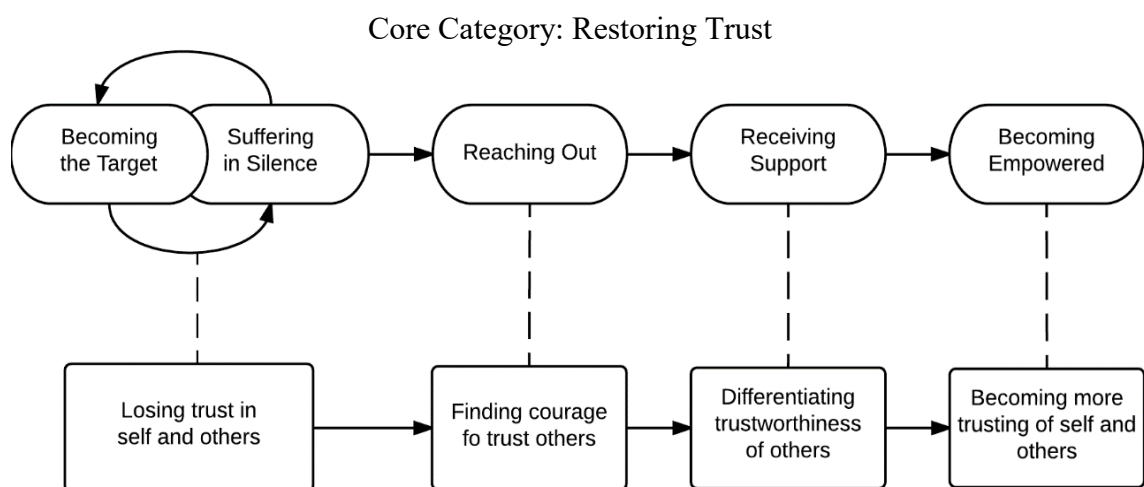 Core Category: Restoring Trust
Becoming
the Target
Suffering
in Silence
Reaching Out
Receiving
Support
Becoming
Empowered
Losing trust in
self and others
Finding courage
fo trust others
Differentiating
trustworthiness
of others
Becoming more
trusting of self and
others